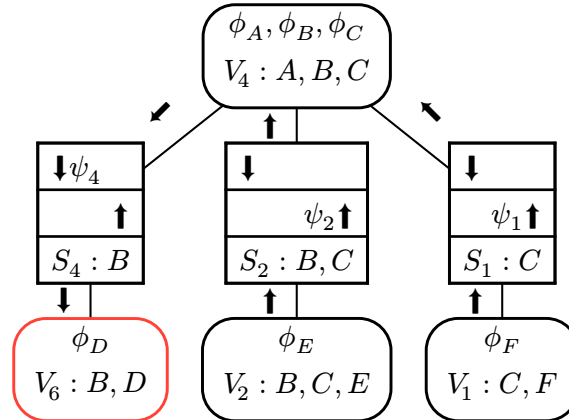 ϕ_A, ϕ_B, ϕ_C
V_4 : A, B, C
ψ_4
ψ_2
ψ_1
S_4 : B
S_2 : B, C
S_1 : C
ϕ_D
V_6 : B, D
ϕ_E
V_2 : B, C, E
ϕ_F
V_1 : C, F